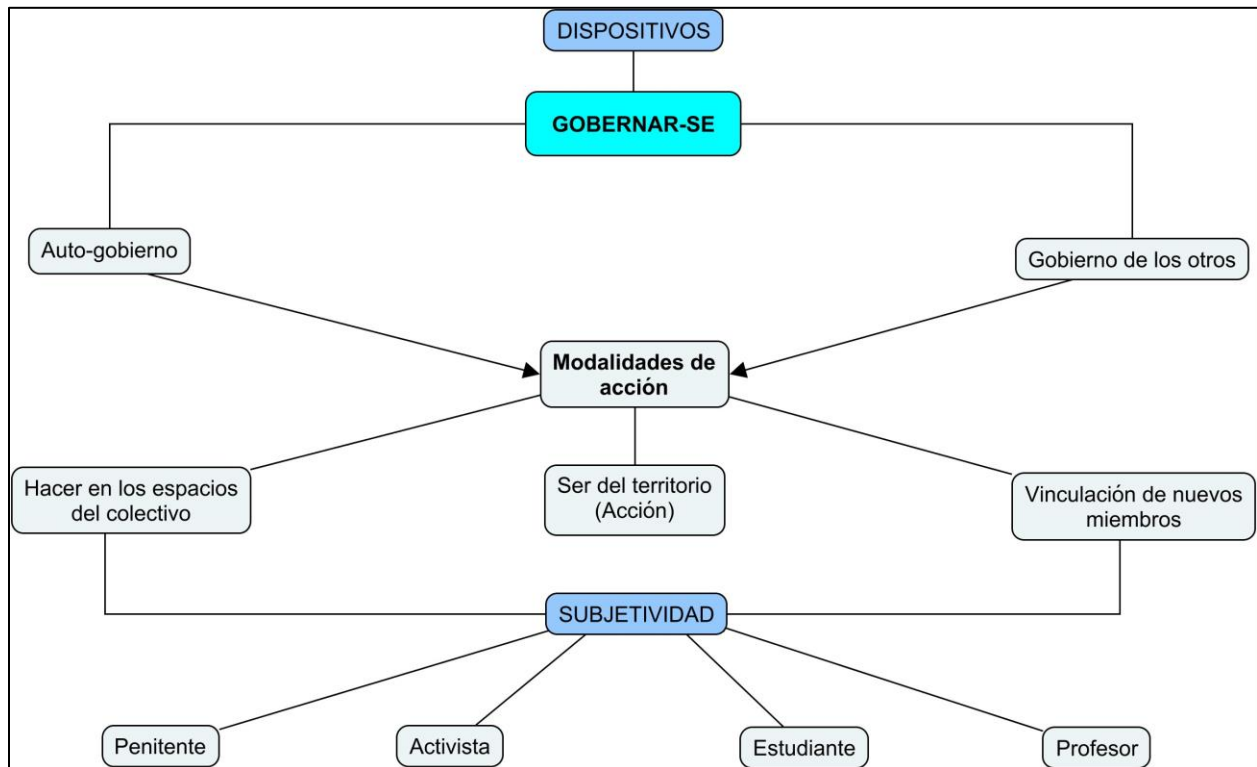 DISPOSITIVOS
GOBERNAR-SE
Auto-gobierno
Gobierno de los otros
Modalidades de
acción
Hacer en los espacios
del colectivo
Ser del territorio
(Acción)
Vinculación de nuevos
miembros
SUBJETIVIDAD
Penitente
Activista
Estudiante
Profesor